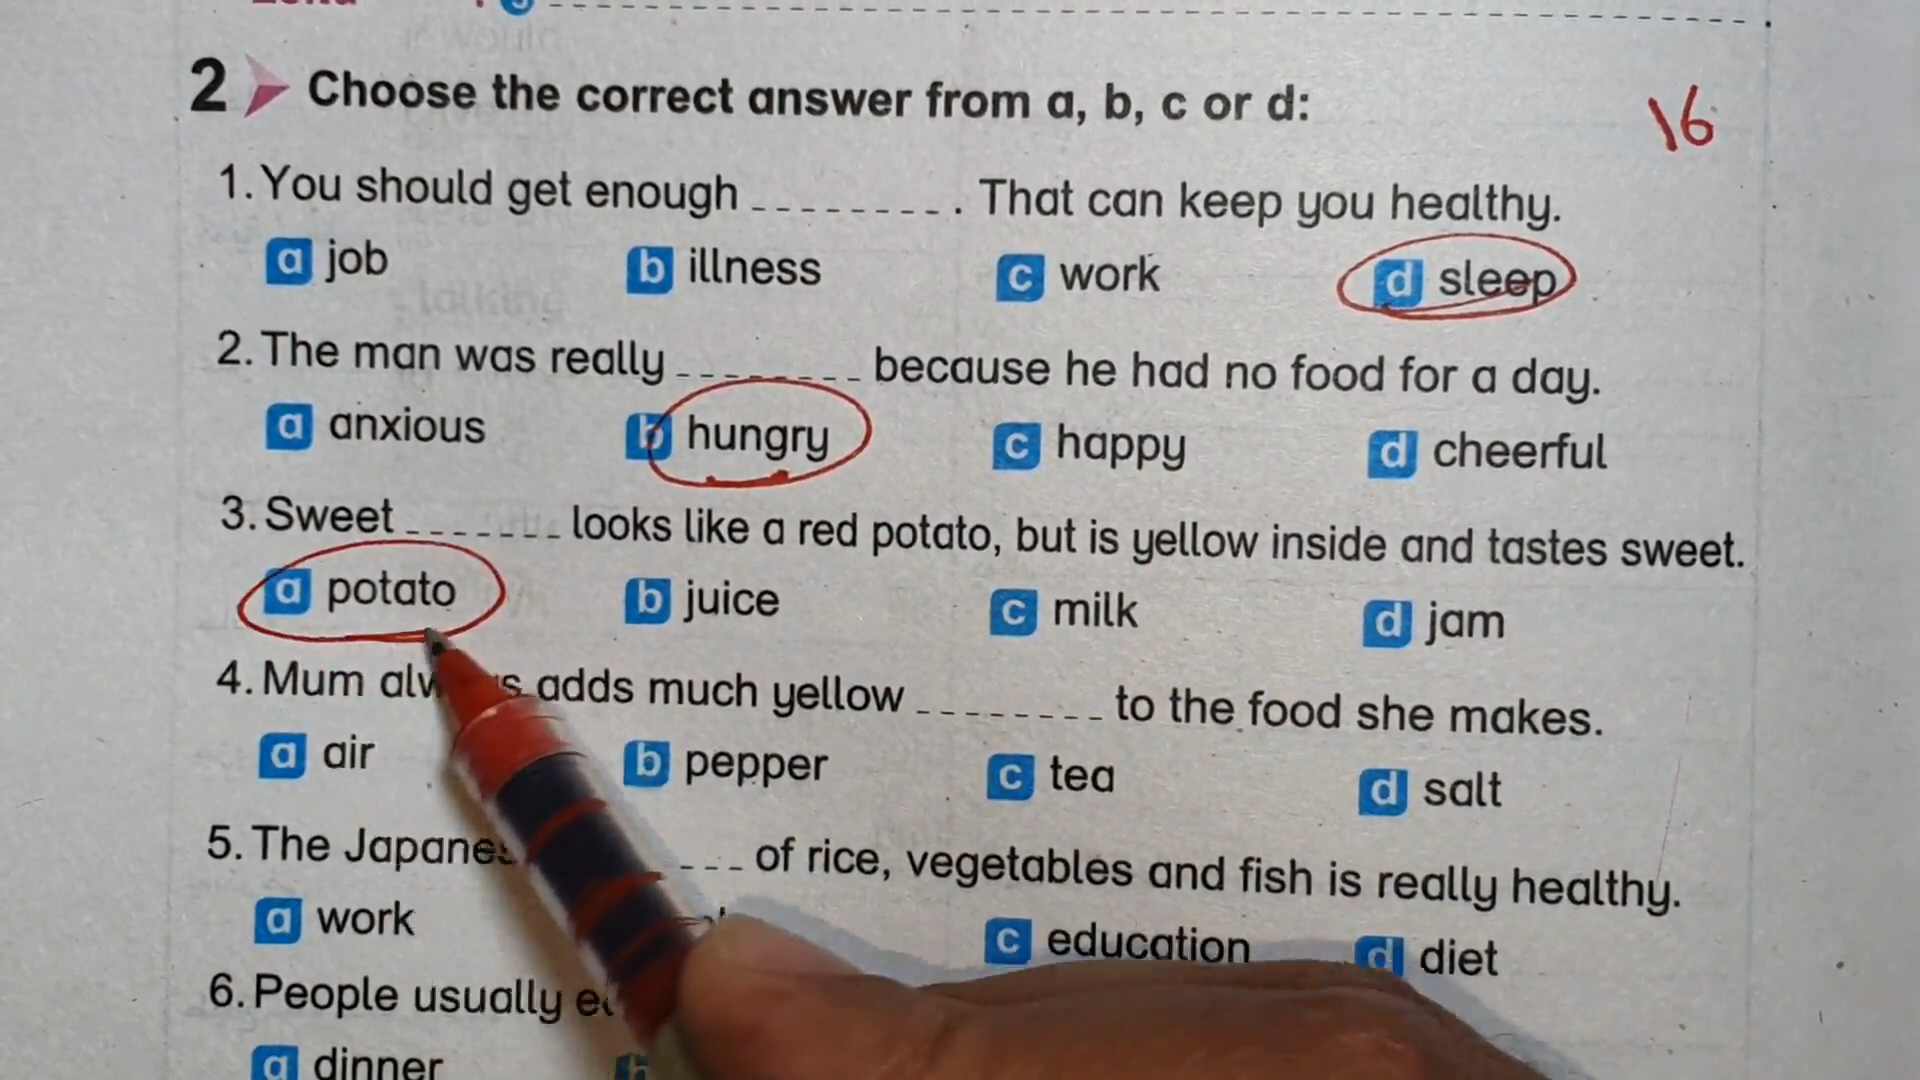 2 Choose the correct answer from a, b, c or d:
16
1. You should get enough _ _ _ _ _ _ _ _ . That can keep you healthy.
a job b illness c work d sleep
2. The man was really _ _ _ _ _ _ _ _ because he had no food for a day.
a anxious b hungry c happy d cheerful
3. Sweet _ _ _ _ _ _ _ looks like a red potato, but is yellow inside and tastes sweet.
a potato b juice c milk d jam
4. Mum adds much yellow _ _ _ _ _ _ _ _ to the food she makes.
a air b pepper c tea d salt
5. The _ _ _ of rice, vegetables and fish is really healthy.
a work c education d diet
6. People usually
a dinner